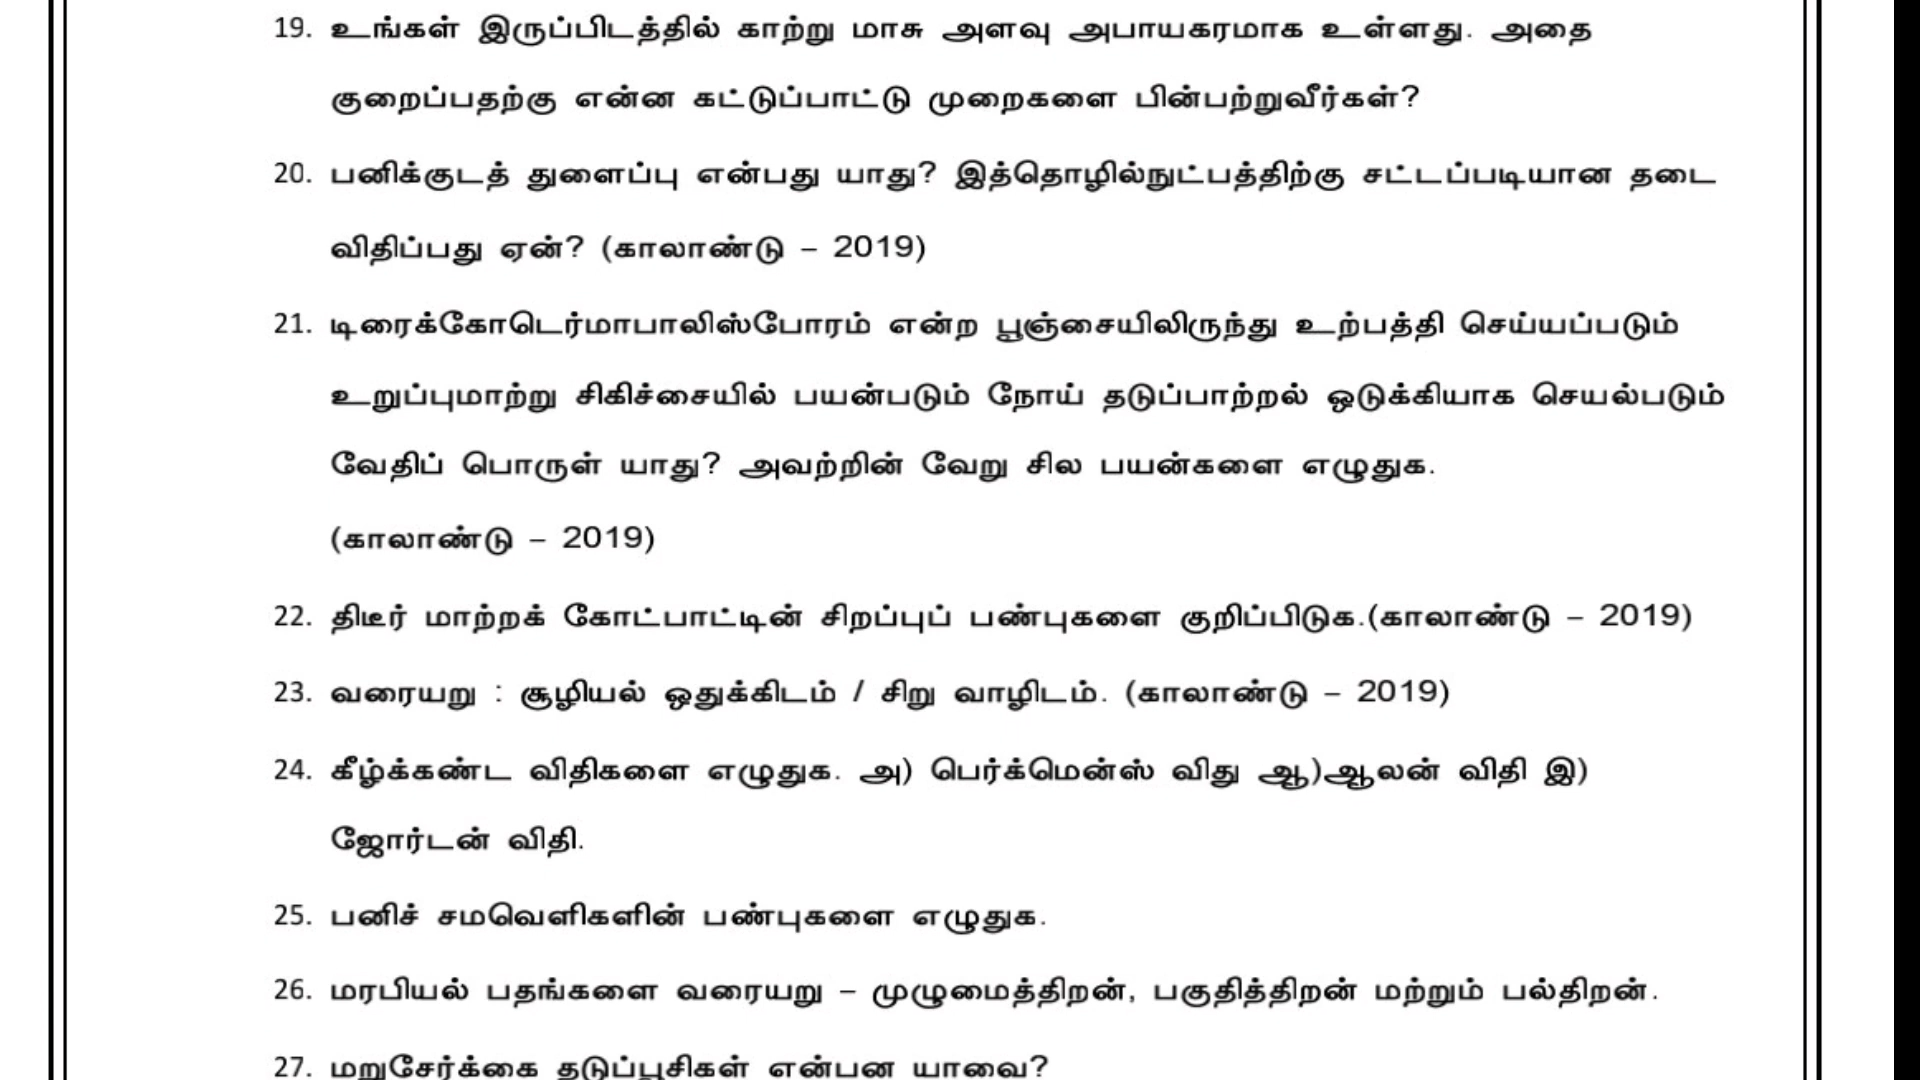 19. உங்கள் இருப்பிடத்தில் காற்று மாசு அளவு அபாயகரமாக உள்ளது. அதை
குறைப்பதற்கு என்ன கட்டுப்பாட்டு முறைகளை பின்பற்றுவீர்கள்?
20. பனிக்குடத் துளைப்பு என்பது யாது? இத்தொழில்நுட்பத்திற்கு சட்டப்படியான தடை
விதிப்பது ஏன்? (காலாண்டு – 2019)
21. டிரைக்கோடெர்மாபாலிஸ்போரம் என்ற பூஞ்சையிலிருந்து உற்பத்தி செய்யப்படும்
உறுப்புமாற்று சிகிச்சையில் பயன்படும் நோய் தடுப்பாற்றல் ஒடுக்கியாக செயல்படும்
வேதிப் பொருள் யாது? அவற்றின் வேறு சில பயன்களை எழுதுக.
(காலாண்டு – 2019)
22. திடீர் மாற்றக் கோட்பாட்டின் சிறப்புப் பண்புகளை குறிப்பிடுக.(காலாண்டு – 2019)
23. வரையறு : சூழியல் ஒதுக்கிடம் / சிறு வாழிடம். (காலாண்டு – 2019)
24. கீழ்க்கண்ட விதிகளை எழுதுக. அ) பெர்க்மென்ஸ் விது ஆ)ஆலன் விதி இ)
ஜோர்டன் விதி.
25. பனிச் சமவெளிகளின் பண்புகளை எழுதுக.
26. மரபியல் பதங்களை வரையறு – முழுமைத்திறன், பகுதித்திறன் மற்றும் பல்திறன்.
27. மறுசேர்க்கை தடுப்பூசிகள் என்பன யாவை?